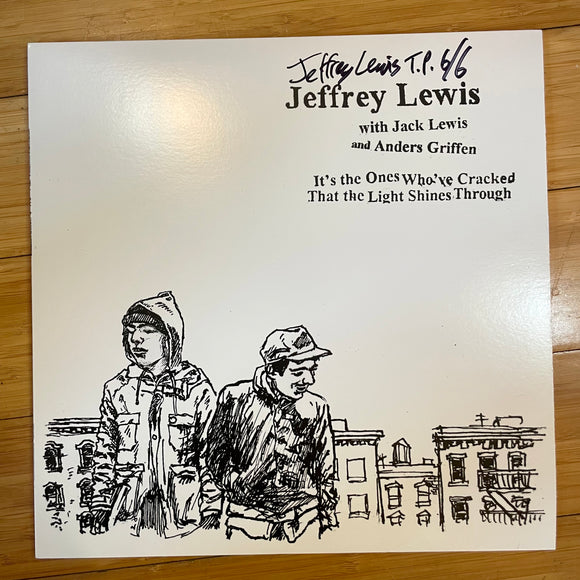 Jeffrey Lewis T.P. 6/6
Jeffrey Lewis
with Jack Lewis
and Anders Griffen
It's the Ones Who've Cracked
That the Light Shines Through